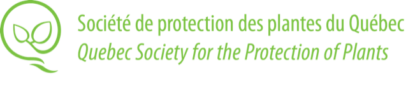 Société de protection des plantes du Québec
Quebec Society for the Protection of Plants